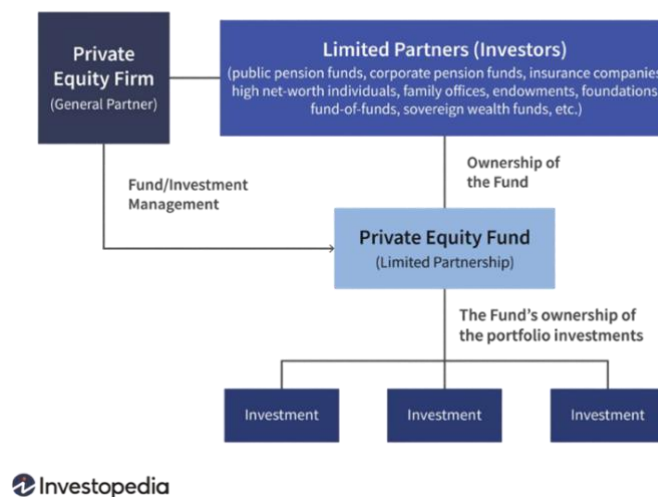 Private
Equity Firm
(General Partner)
Limited Partners (Investors)
(public pension funds, corporate pension funds, insurance companies
high net-worth individuals, family offices, endowments, foundations
fund-of-funds, sovereign wealth funds, etc.)
Fund/Investment
Management
Ownership of
the Fund
Private Equity Fund
(Limited Partnership)
The Fund's ownership of
the portfolio investments
Investment
Investment
Investment
Investopedia